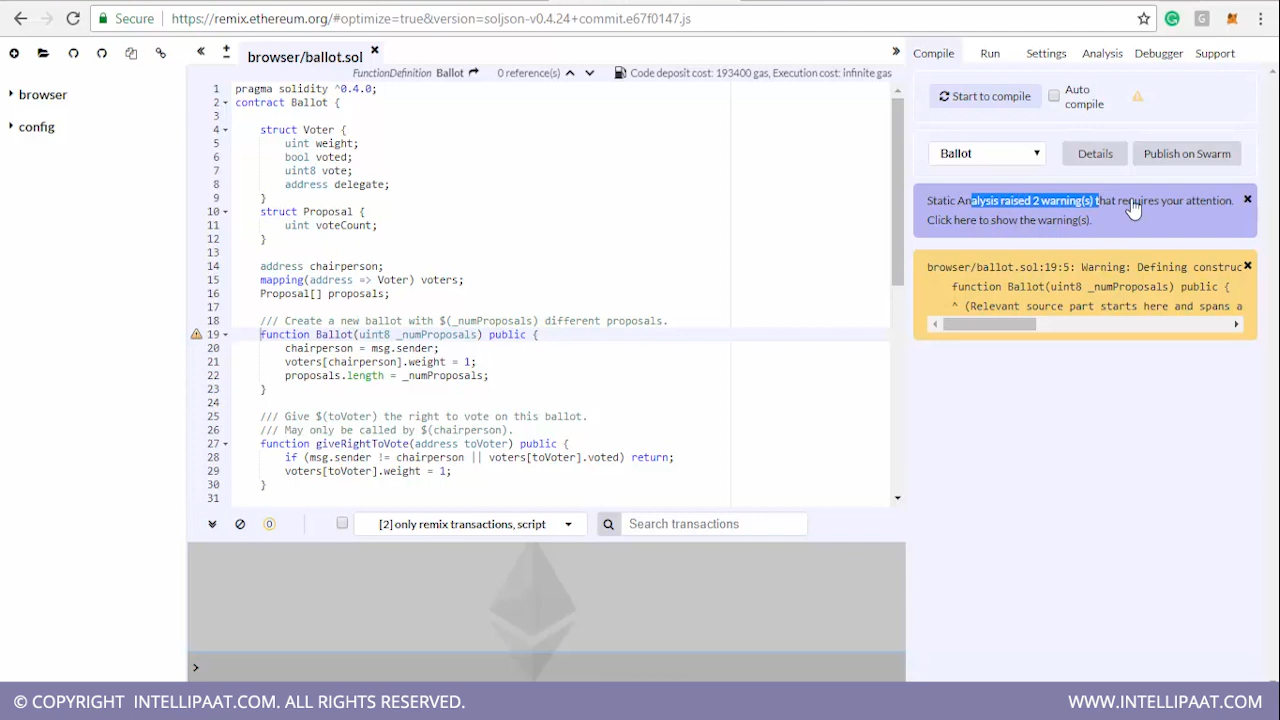 Secure https://remix.ethereum.org/#optimize=true&version=soljson-v0.4.24+commit.e67f0147.js
browser/ballot.sol
Compile Run Settings Analysis Debugger Support
FunctionDefinition Ballot 0 reference(s) Code deposit cost: 193400 gas, Execution cost: infinite gas
browser
config
1 pragma solidity ^0.4.0;
2 contract Ballot {
3
4 struct Voter {
5 uint weight;
6 bool voted;
7 uint8 vote;
8 address delegate;
9 }
10 struct Proposal {
11 uint voteCount;
12 }
13
14 address chairperson;
15 mapping(address => Voter) voters;
16 Proposal[] proposals;
17
18 /// Create a new ballot with $(_numProposals) different proposals.
19 function Ballot(uint8 _numProposals) public {
20 chairperson = msg.sender;
21 voters[chairperson].weight = 1;
22 proposals.length = _numProposals;
23 }
24
25 /// Give $(toVoter) the right to vote on this ballot.
26 /// May only be called by $(chairperson).
27 function giveRightToVote(address toVoter) public {
28 if (msg.sender != chairperson || voters[toVoter].voted) return;
29 voters[toVoter].weight = 1;
30 }
31
Start to compile
Auto
compile
Ballot Details Publish on Swarm
Static Analysis raised 2 warning(s) that requires your attention.
Click here to show the warning(s).
browser/ballot.sol:19:5: Warning: Defining construc
function Ballot(uint8 _numProposals) public {
^ (Relevant source part starts here and spans a
0 [2] only remix transactions, script Search transactions
>
© COPYRIGHT INTELLIPAAT.COM. ALL RIGHTS RESERVED.
WWW.INTELLIPAAT.COM